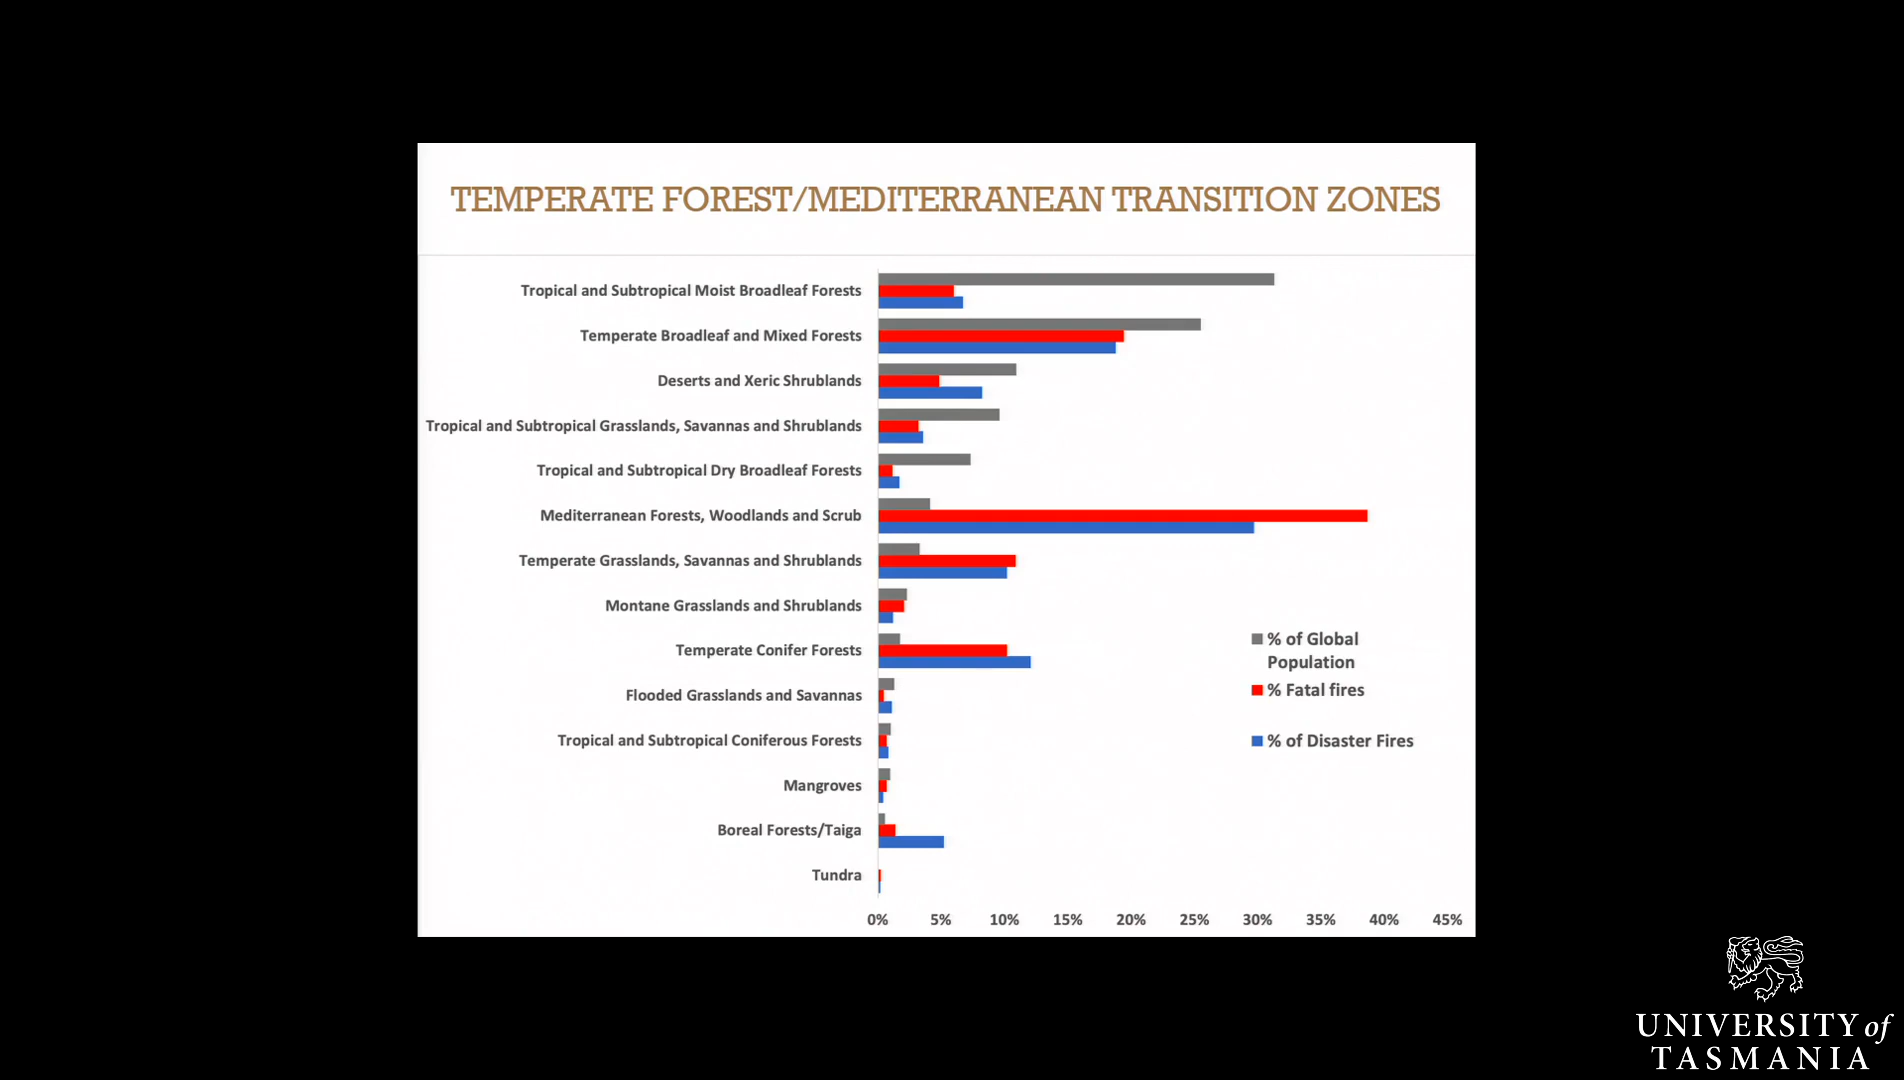 TEMPERATE FOREST/MEDITERRANEAN TRANSITION ZONES
Tropical and Subtropical Moist Broadleaf Forests
Temperate Broadleaf and Mixed Forests
Deserts and Xeric Shrublands
Tropical and Subtropical Grasslands, Savannas and Shrublands
Tropical and Subtropical Dry Broadleaf Forests
Mediterranean Forests, Woodlands and Scrub
Temperate Grasslands, Savannas and Shrublands
Montane Grasslands and Shrublands
Temperate Conifer Forests
Flooded Grasslands and Savannas
Tropical and Subtropical Coniferous Forests
Mangroves
Boreal Forests/Taiga
Tundra
% of Global
Population
% Fatal fires
% of Disaster Fires
0% 5% 10% 15% 20% 25% 30% 35% 40% 45%
UNIVERSITY of
TASMANIA